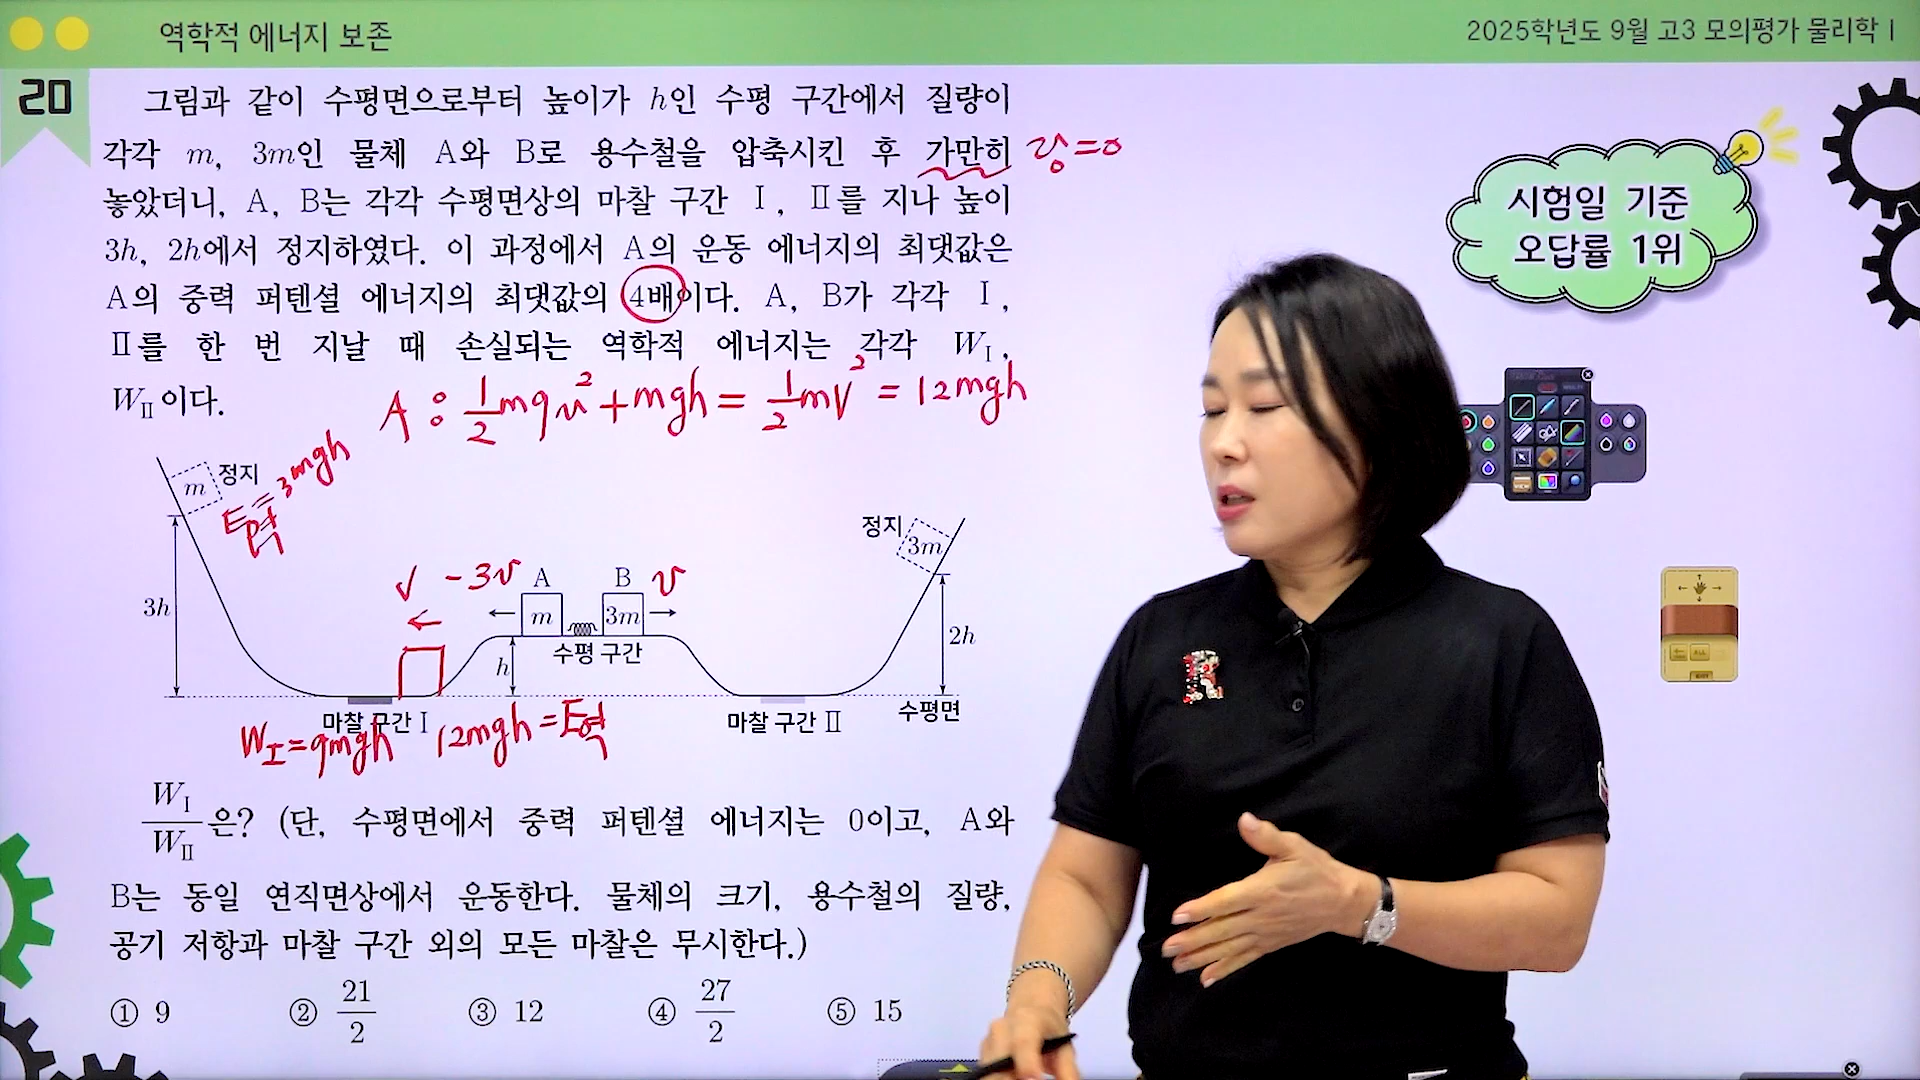 역학적 에너지 보존
2025학년도 9월 고3 모의평가 물리학 Ⅰ
20
그림과 같이 수평면으로부터 높이가 h인 수평 구간에서 질량이
각각 m, 3m인 물체 A와 B로 용수철을 압축시킨 후 가만히
놓았더니, A, B는 각각 수평면상의 마찰 구간 Ⅰ, Ⅱ를 지나 높이
3h, 2h에서 정지하였다. 이 과정에서 A의 운동 에너지의 최댓값은
A의 중력 퍼텐셜 에너지의 최댓값의 4배이다. A, B가 각각 Ⅰ,
Ⅱ를 한 번 지날 때 손실되는 역학적 에너지는 각각 W_Ⅰ,
W_Ⅱ이다.
시험일 기준
오답률 1위
A : ½m9v²+mgh = ½mV² = 12mgh
m 정지
E역=3mgh
정지
3m
V -3v A B v
3h
m 3m
수평 구간
h
2h
마찰 구간 Ⅰ
마찰 구간 Ⅱ
수평면
W_I=9mgh 12mgh=E역
W_Ⅰ/W_Ⅱ은? (단, 수평면에서 중력 퍼텐셜 에너지는 0이고, A와
B는 동일 연직면상에서 운동한다. 물체의 크기, 용수철의 질량,
공기 저항과 마찰 구간 외의 모든 마찰은 무시한다.)
① 9 ② 21/2 ③ 12 ④ 27/2 ⑤ 15
R
ALL